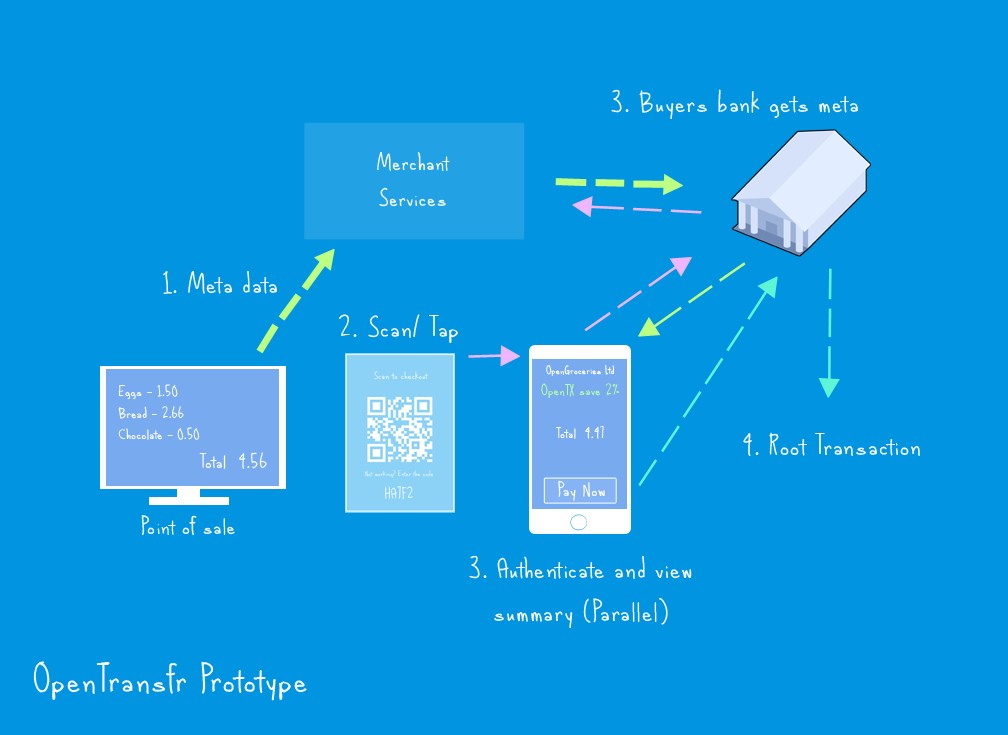 3. Buyers bank gets meta
Merchant
Services
1. Meta data
2. Scan/ Tap
Eggs - 1.50
Bread - 2.66
Chocolate - 0.50
Total 4.56
Point of sale
Scan to checkout
Not working? Enter the code
HA7F2
OpenGroceries Ltd
OpenTX save 2%
Total 4.47
Pay Now
4. Root Transaction
3. Authenticate and view
summary (Parallel)
OpenTransfr Prototype